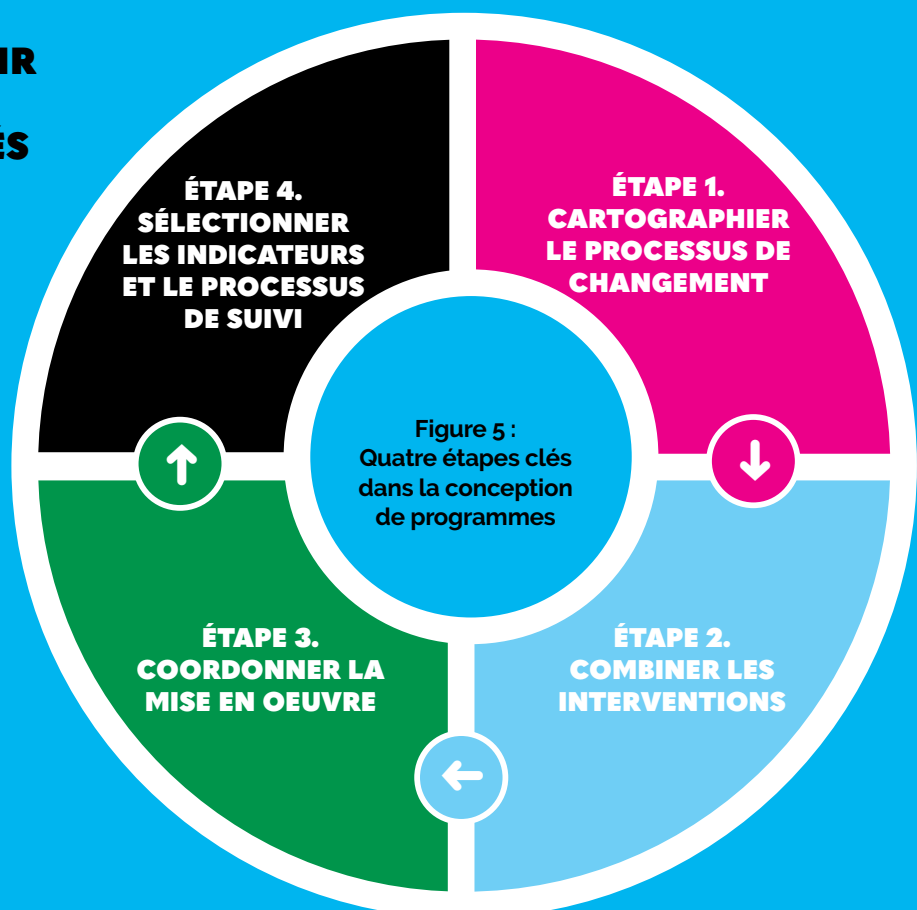 ÉTAPE 4.
SÉLECTIONNER
LES INDICATEURS
ET LE PROCESSUS
DE SUIVI
ÉTAPE 1.
CARTOGRAPHIER
LE PROCESSUS DE
CHANGEMENT
Figure 5 :
Quatre étapes clés
dans la conception
de programmes
ÉTAPE 3.
COORDONNER LA
MISE EN OEUVRE
ÉTAPE 2.
COMBINER LES
INTERVENTIONS